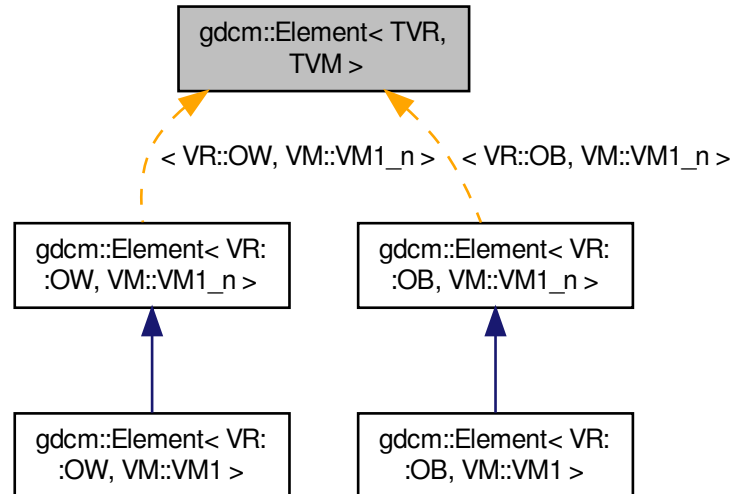 gdcm::Element< TVR,
TVM >
< VR::OW, VM::VM1_n >
< VR::OB, VM::VM1_n >
gdcm::Element< VR:
:OW, VM::VM1_n >
gdcm::Element< VR:
:OB, VM::VM1_n >
gdcm::Element< VR:
:OW, VM::VM1 >
gdcm::Element< VR:
:OB, VM::VM1 >